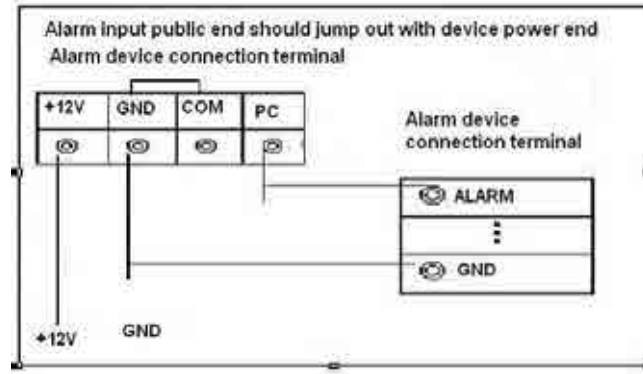 Alarm input public end should jump out with device power end
Alarm device connection terminal
+12V GND COM PC
Alarm device
connection terminal
ALARM
GND
+12V GND